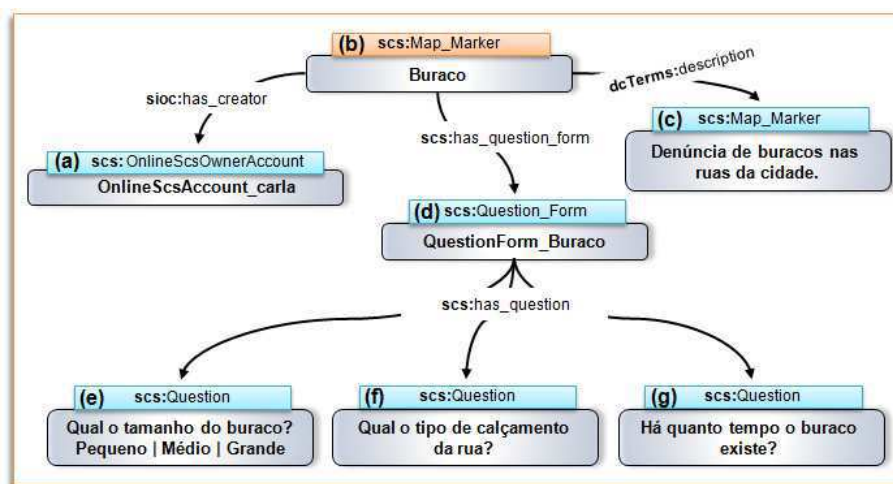 (b) scs:Map_Marker
Buraco
sioc:has_creator
dcTerms:description
scs:has_question_form
(a) scs: OnlineScsOwnerAccount
OnlineScsAccount_carla
(c) scs:Map_Marker
Denúncia de buracos nas
ruas da cidade.
(d) scs:Question_Form
QuestionForm_Buraco
scs:has_question
(e) scs:Question
Qual o tamanho do buraco?
Pequeno | Médio | Grande
(f) scs:Question
Qual o tipo de calçamento
da rua?
(g) scs:Question
Há quanto tempo o buraco
existe?